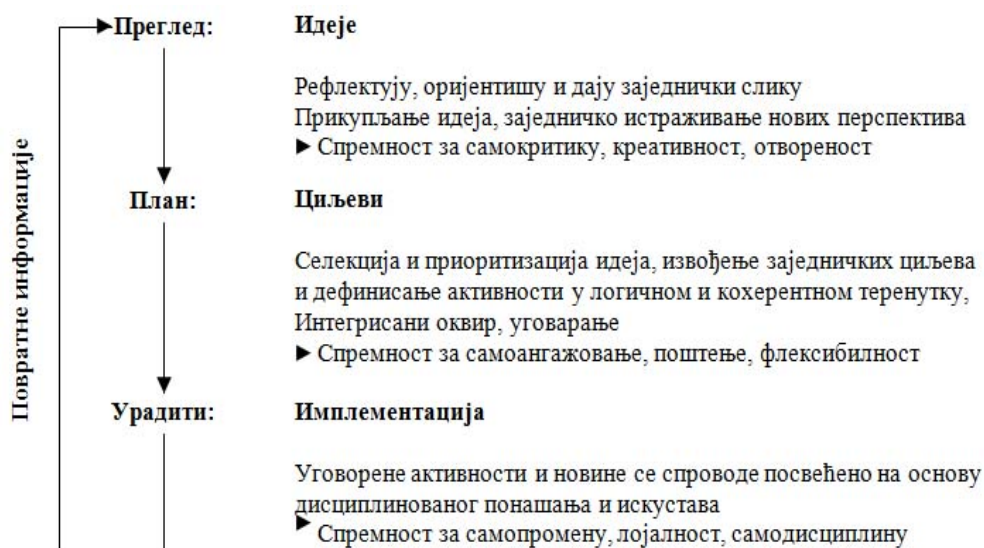 Преглед: Идеје
Рефлектују, оријентишу и дају заједнички слику
Прикупљање идеја, заједничко истраживање нових перспектива
► Спремност за самокритику, креативност, отвореност
План: Циљеви
Селекција и приоритизација идеја, извођење заједничких циљева
и дефинисање активности у логичном и кохерентном теренутку,
Интегрисани оквир, уговарање
► Спремност за самоангажовање, поштење, флексибилност
Урадити: Имплементација
Уговорене активности и новине се спроводе посвећено на основу
дисциплинованог понашања и искустава
► Спремност за самопромену, лојалност, самодисциплину
Повратне информације